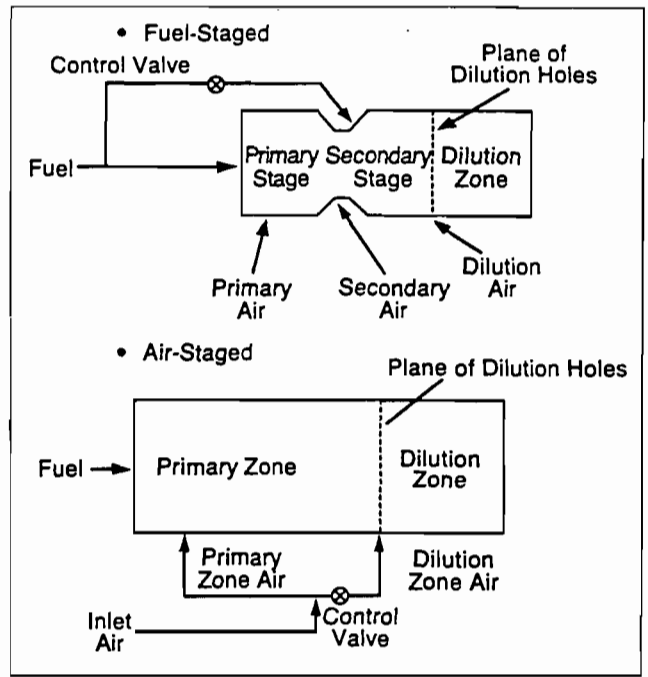 • Fuel-Staged
Control Valve
Plane of
Dilution Holes
Fuel
Primary
Stage
Secondary
Stage
Dilution
Zone
Primary
Air
Secondary
Air
Dilution
Air
• Air-Staged
Plane of Dilution Holes
Fuel
Primary Zone
Dilution
Zone
Primary
Zone Air
Dilution
Zone Air
Inlet
Air
Control
Valve